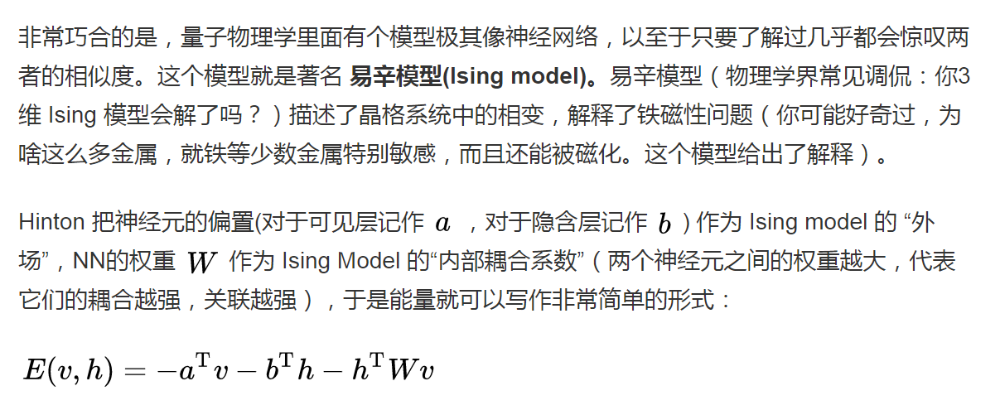 非常巧合的是，量子物理学里面有个模型极其像神经网络，以至于只要了解过几乎都会惊叹两
者的相似度。这个模型就是著名 易辛模型(Ising model)。易辛模型（物理学界常见调侃：你3
维 Ising 模型会解了吗？）描述了晶格系统中的相变，解释了铁磁性问题（你可能好奇过，为
啥这么多金属，就铁等少数金属特别敏感，而且还能被磁化。这个模型给出了解释）。
Hinton 把神经元的偏置(对于可见层记作 a ，对于隐含层记作 b ) 作为 Ising model 的 “外
场”，NN的权重 W 作为 Ising Model 的“内部耦合系数”（两个神经元之间的权重越大，代表
它们的耦合越强，关联越强），于是能量就可以写作非常简单的形式：
E(v, h) = −aᵀv − bᵀh − hᵀWv